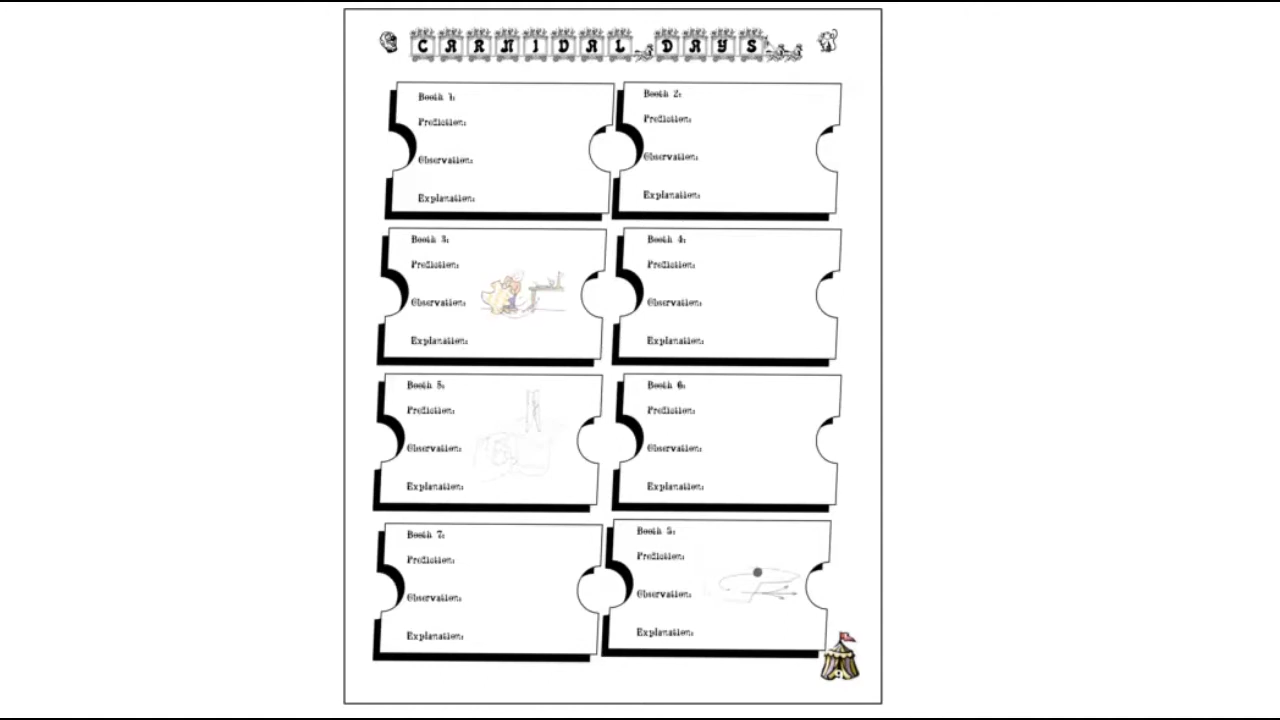 CARNIVAL DAYS
Booth 1:
Prediction:
Observation:
Explanation:
Booth 2:
Prediction:
Observation:
Explanation:
Booth 3:
Prediction:
Observation:
Explanation:
Booth 4:
Prediction:
Observation:
Explanation:
Booth 5:
Prediction:
Observation:
Explanation:
Booth 6:
Prediction:
Observation:
Explanation:
Booth 7:
Prediction:
Observation:
Explanation:
Booth 8:
Prediction:
Observation:
Explanation: